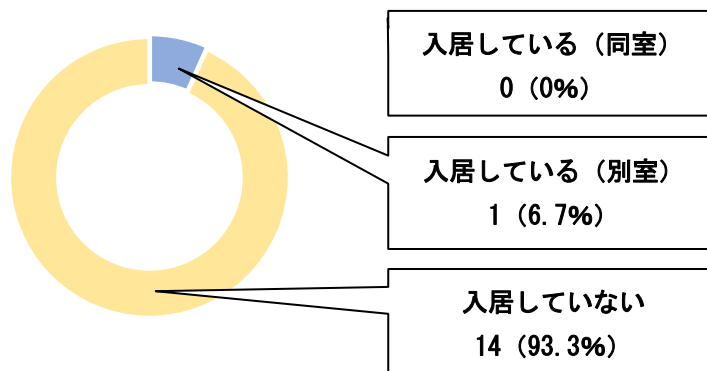 入居している（同室）
0（0%）
入居している（別室）
1（6.7%）
入居していない
14（93.3%）